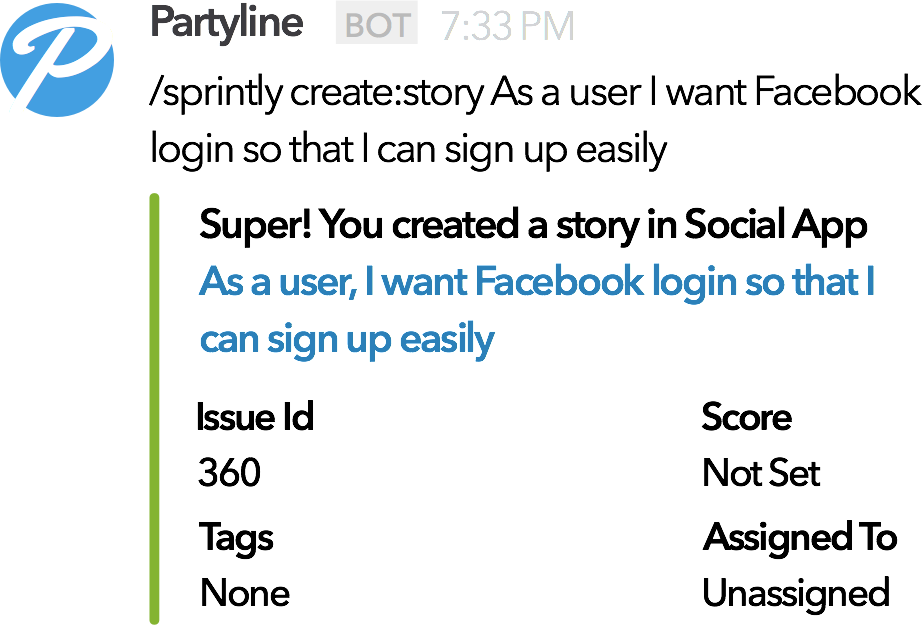 Partyline BOT 7:33 PM
/sprintly create:story As a user I want Facebook
login so that I can sign up easily
Super! You created a story in Social App
As a user, I want Facebook login so that I
can sign up easily
Issue Id Score
360 Not Set
Tags Assigned To
None Unassigned